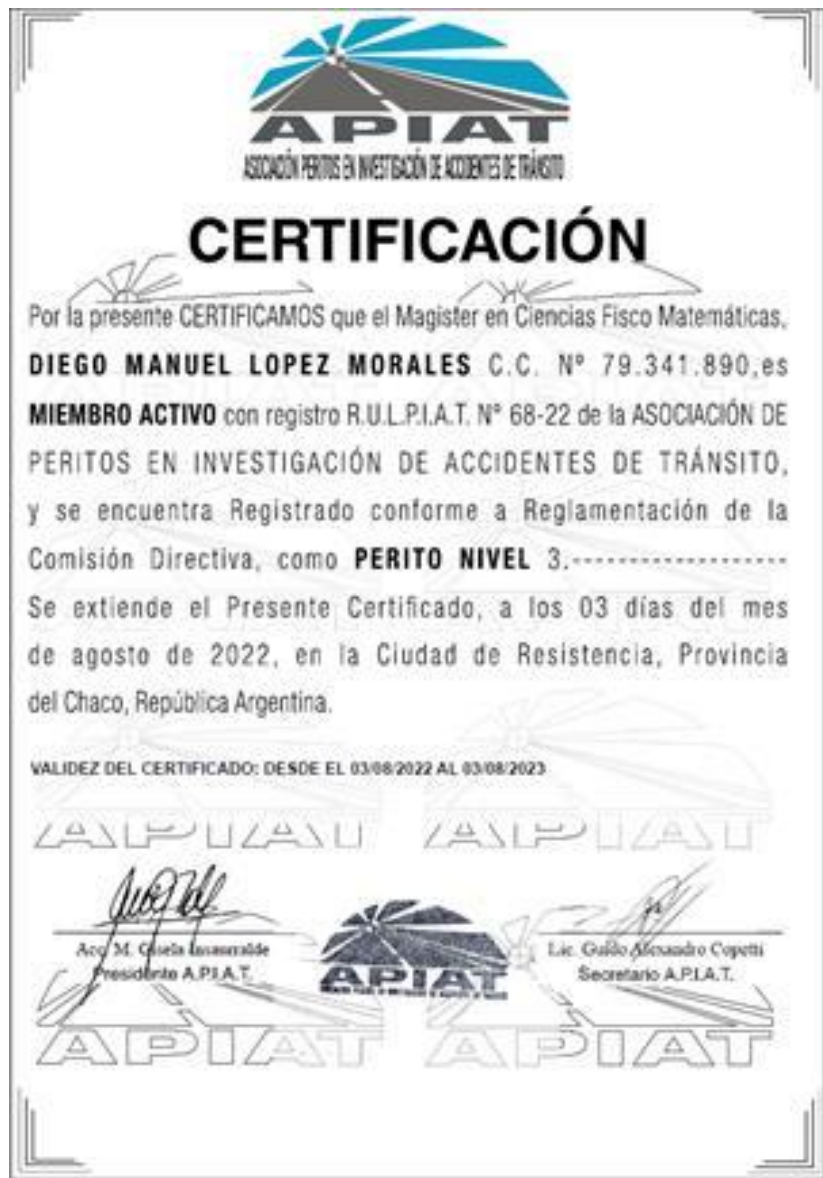 APIAT
ASOCIACIÓN PERITOS EN INVESTIGACIÓN DE ACCIDENTES DE TRÁNSITO
CERTIFICACIÓN
Por la presente CERTIFICAMOS que el Magister en Ciencias Fisco Matemáticas,
DIEGO MANUEL LOPEZ MORALES C.C. Nº 79.341.890,es
MIEMBRO ACTIVO con registro R.U.L.P.I.A.T. N° 68-22 de la ASOCIACIÓN DE
PERITOS EN INVESTIGACIÓN DE ACCIDENTES DE TRÁNSITO,
y se encuentra Registrado conforme a Reglamentación de la
Comisión Directiva, como PERITO NIVEL 3.-------------------
Se extiende el Presente Certificado, a los 03 días del mes
de agosto de 2022, en la Ciudad de Resistencia, Provincia
del Chaco, República Argentina.
VALIDEZ DEL CERTIFICADO: DESDE EL 03/08/2022 AL 03/08/2023
APIAT APIAT
M. Gisela Insaurralde
Presidente A.P.I.A.T.
APIAT
Lic. Guido Alexandro Copetti
Secretario A.P.I.A.T.
APIAT APIAT